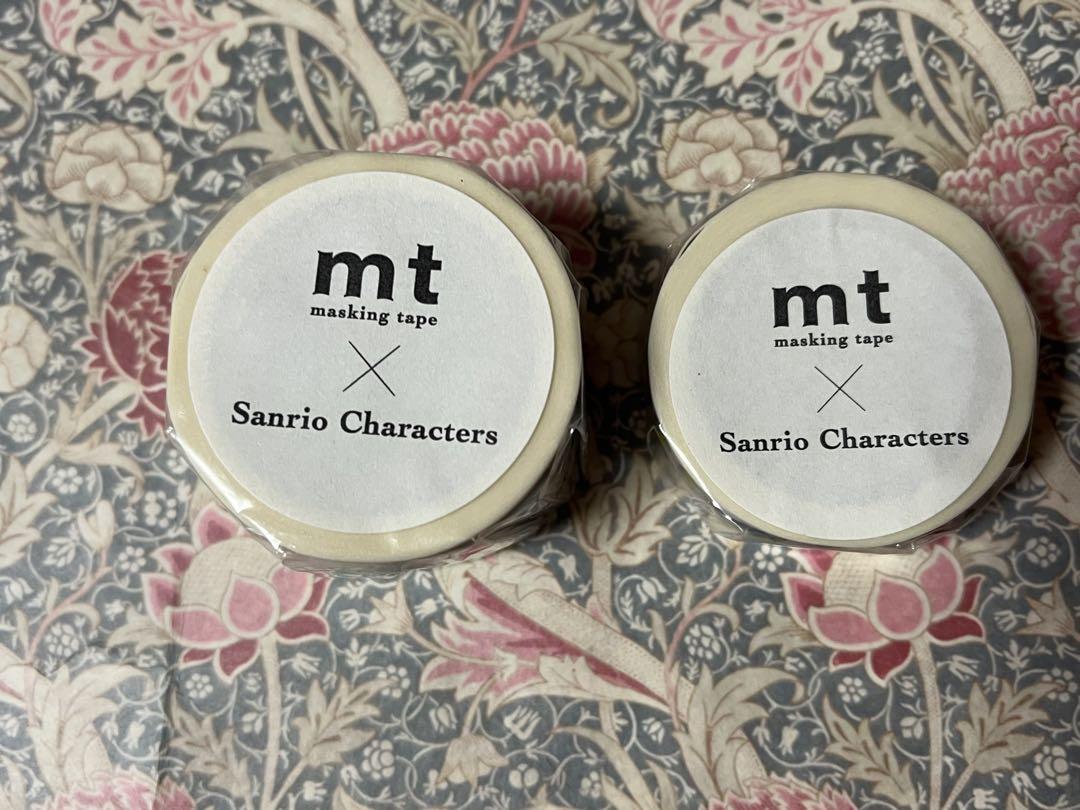 mt
masking tape
×
Sanrio Characters
mt
masking tape
×
Sanrio Characters